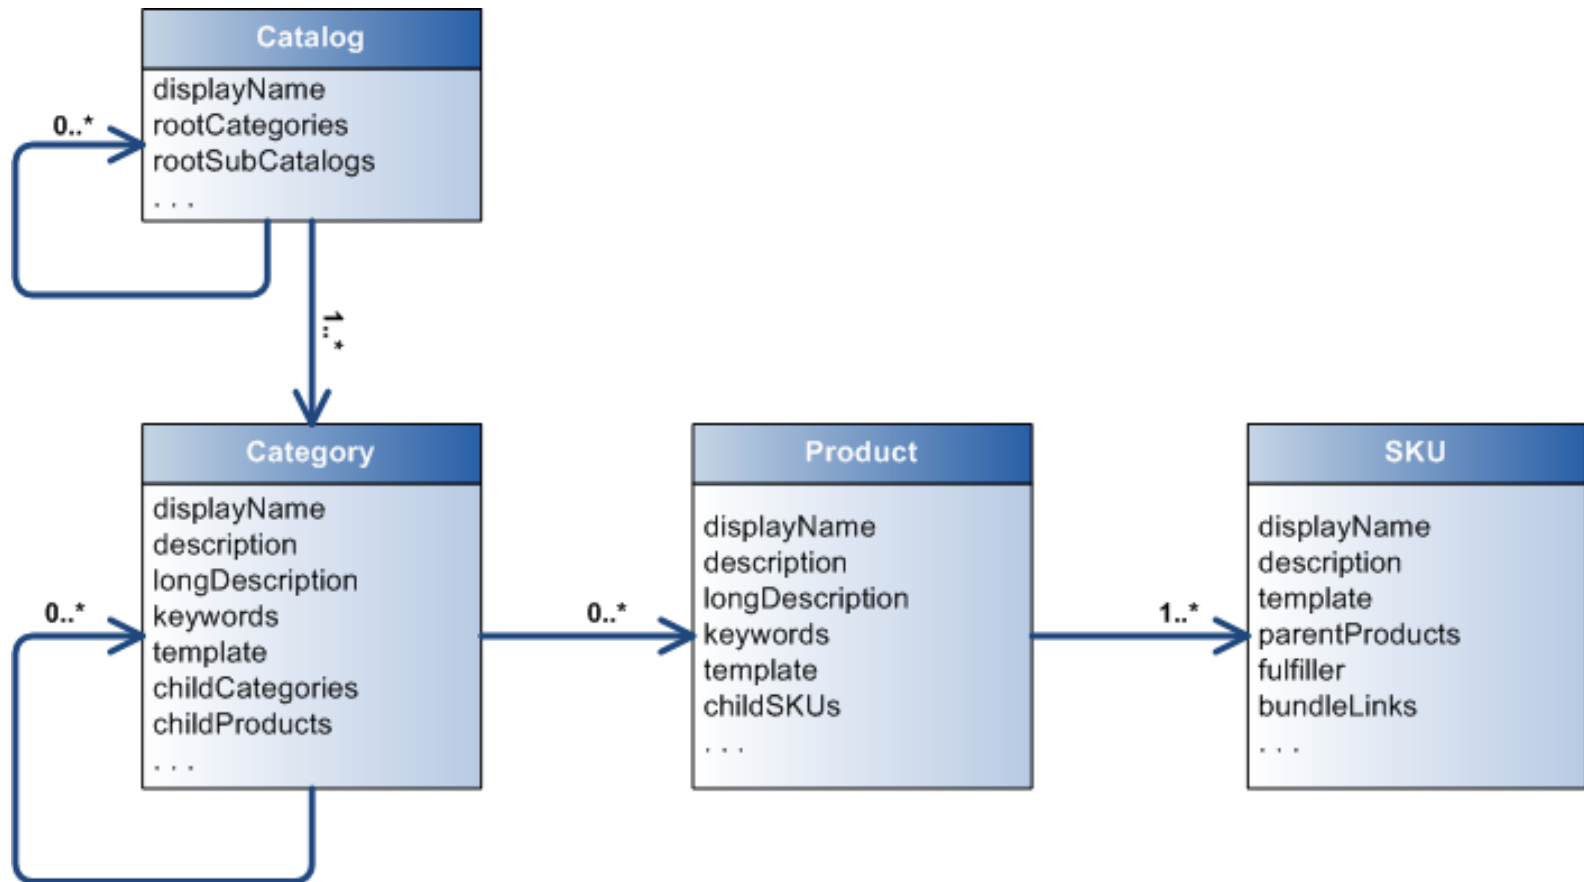 Catalog
displayName
rootCategories
rootSubCatalogs
. . .
0..*
1..*
Category
displayName
description
longDescription
keywords
template
childCategories
childProducts
. . .
0..*
0..*
Product
displayName
description
longDescription
keywords
template
childSKUs
. . .
1..*
SKU
displayName
description
template
parentProducts
fulfiller
bundleLinks
. . .